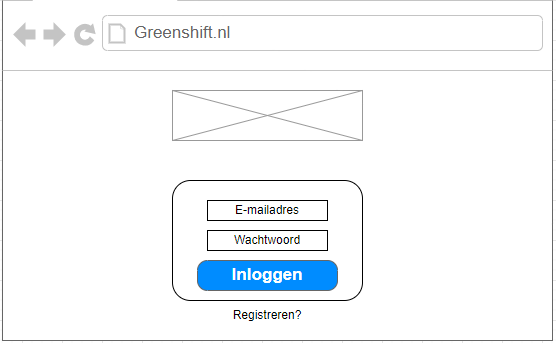 Greenshift.nl
E-mailadres
Wachtwoord
Inloggen
Registreren?